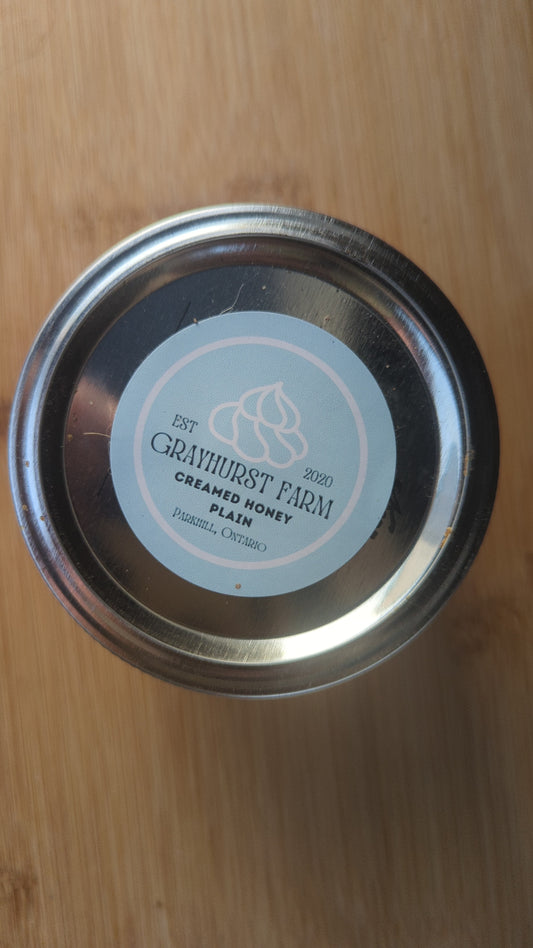 EST
2020
GRAYHURST FARM
CREAMED HONEY
PLAIN
PARKHILL, ONTARIO